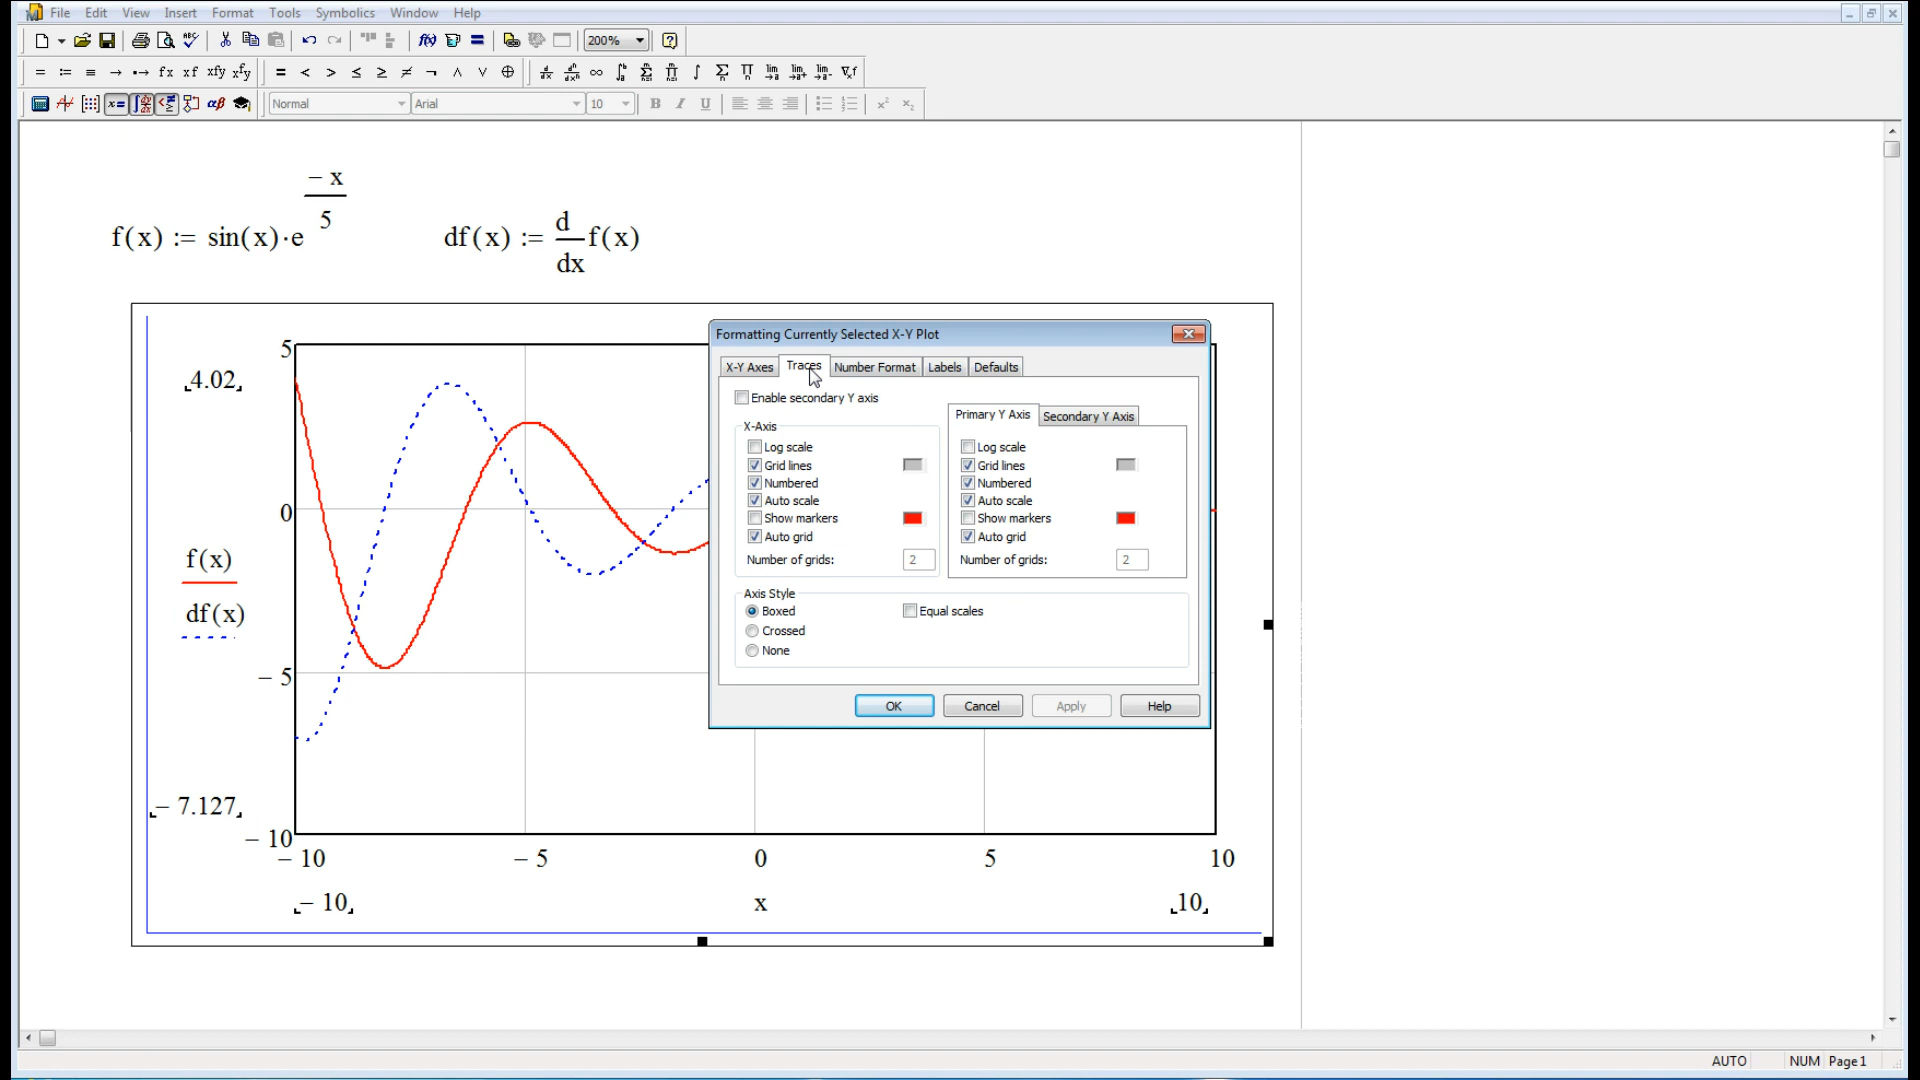 File Edit View Insert Format Tools Symbolics Window Help
200%
Normal Arial 10 B I U
− x
5
f(x) := sin(x)·e
d
df(x) := f(x)
dx
Formatting Currently Selected X-Y Plot
X-Y Axes Traces Number Format Labels Defaults
Enable secondary Y axis
Primary Y Axis Secondary Y Axis
X-Axis
Log scale Log scale
Grid lines Grid lines
Numbered Numbered
Auto scale Auto scale
Show markers Show markers
Auto grid Auto grid
Number of grids: 2 Number of grids: 2
Axis Style
Boxed Equal scales
Crossed
None
OK Cancel Apply Help
5
4.02
0
f(x)
df(x)
− 5
− 7.127
− 10
− 10 − 5 0 5 10
− 10 x 10
AUTO NUM Page 1